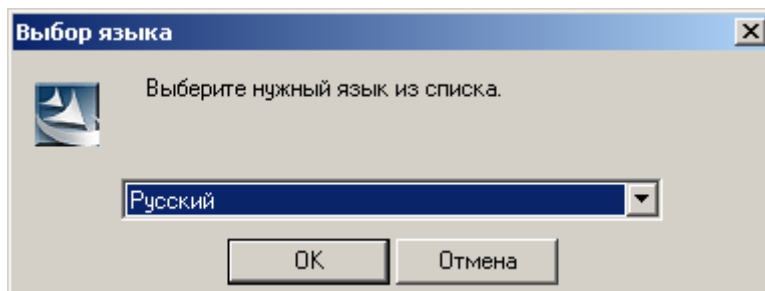 Выбор языка
Выберите нужный язык из списка.
Русский
OK
Отмена